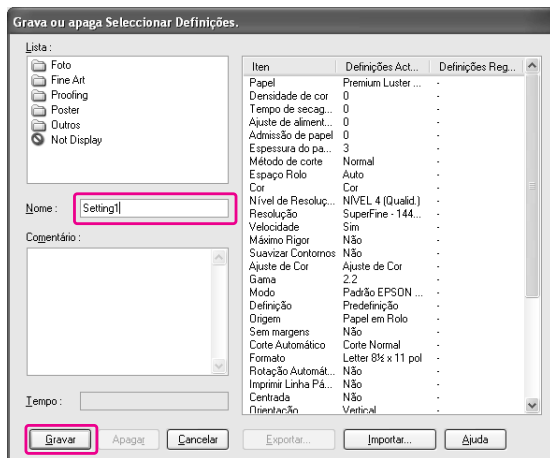 Grava ou apaga Seleccionar Definições.
Lista :
Foto
Fine Art
Proofing
Poster
Outros
Not Display
Nome : Setting1
Comentário :
Tempo :
Iten Definições Act... Definições Reg...
Papel Premium Luster ... -
Densidade de cor 0 -
Tempo de secag... 0 -
Ajuste de aliment... 0 -
Admissão de papel 0 -
Espessura do pa... 3 -
Método de corte Normal -
Espaço Rolo Auto -
Cor Cor -
Nível de Resoluç... NÍVEL 4 (Qualid.) -
Resolução SuperFine - 144... -
Velocidade Sim -
Máximo Rigor Não -
Suavizar Contornos Não -
Ajuste de Cor Ajuste de Cor -
Gama 2.2 -
Modo Padrão EPSON ... -
Definição Predefinição -
Origem Papel em Rolo -
Sem margens Não -
Corte Automático Corte Normal -
Formato Letter 8½ x 11 pol -
Rotação Automát... Não -
Imprimir Linha Pá... Não -
Centrada Não -
Orientação Vertical -
Gravar Apagar Cancelar Exportar... Importar... Ajuda